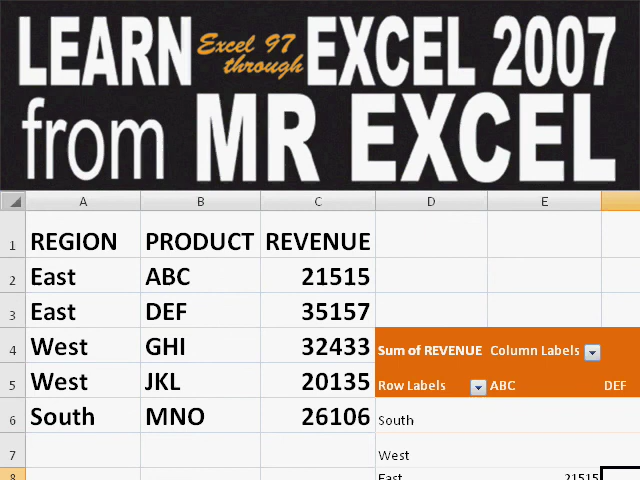 LEARN Excel 97 through EXCEL 2007
from MR EXCEL
A B C D E
1 REGION PRODUCT REVENUE
2 East ABC 21515
3 East DEF 35157
4 West GHI 32433 Sum of REVENUE Column Labels
5 West JKL 20135 Row Labels ABC DEF
6 South MNO 26106 South
7 West
8 East 21515